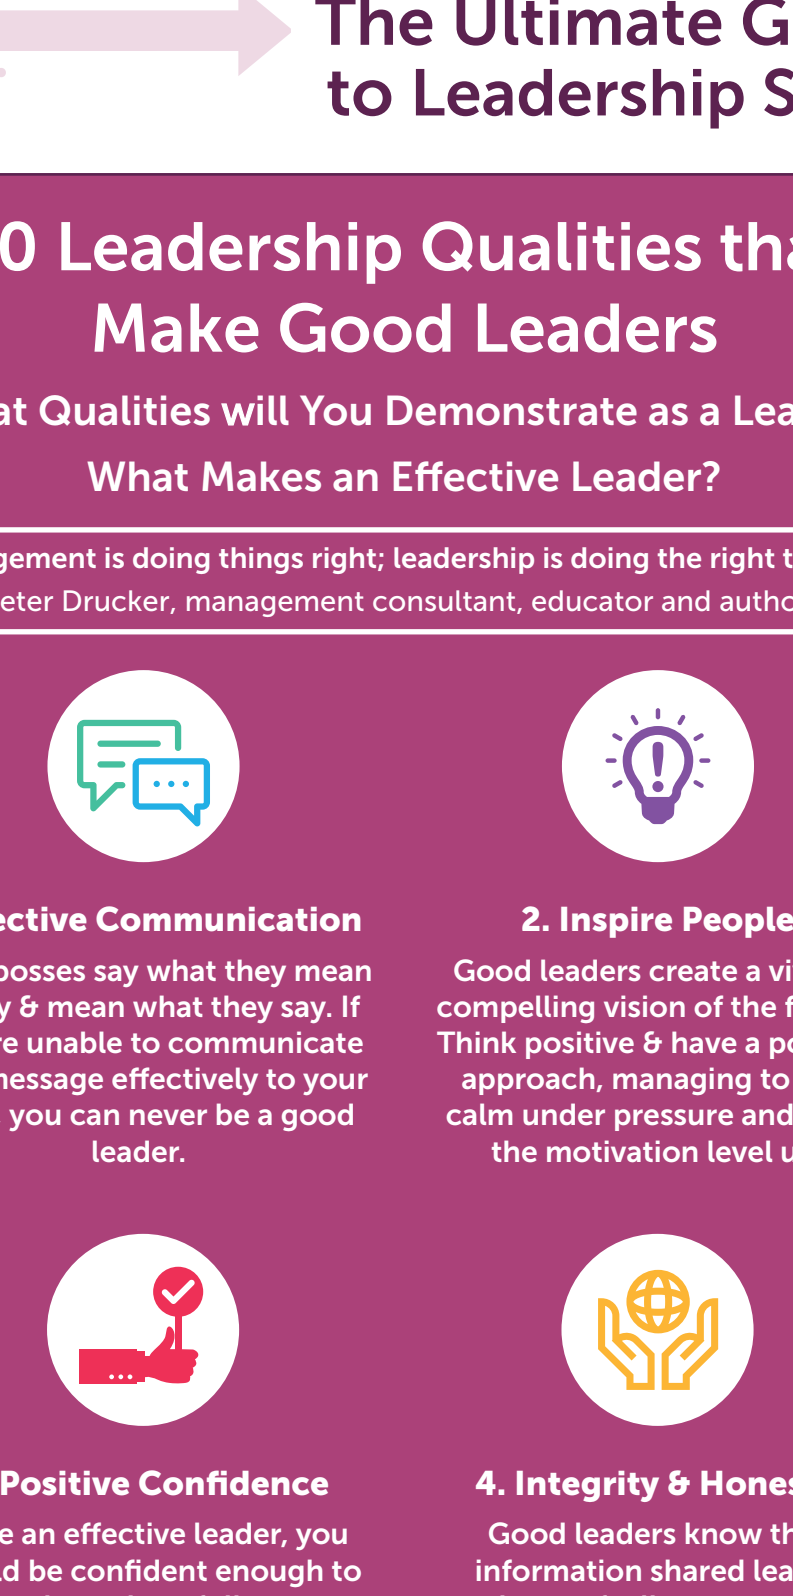 The Ultimate G
to Leadership S
0 Leadership Qualities tha
Make Good Leaders
at Qualities will You Demonstrate as a Lea
What Makes an Effective Leader?
gement is doing things right; leadership is doing the right t
eter Drucker, management consultant, educator and autho
ective Communication
bosses say what they mean
y & mean what they say. If
re unable to communicate
message effectively to your
you can never be a good
leader.
2. Inspire People
Good leaders create a vi
compelling vision of the f
Think positive & have a po
approach, managing to
calm under pressure and
the motivation level u
Positive Confidence
e an effective leader, you
ld be confident enough to
4. Integrity & Hones
Good leaders know th
information shared lea